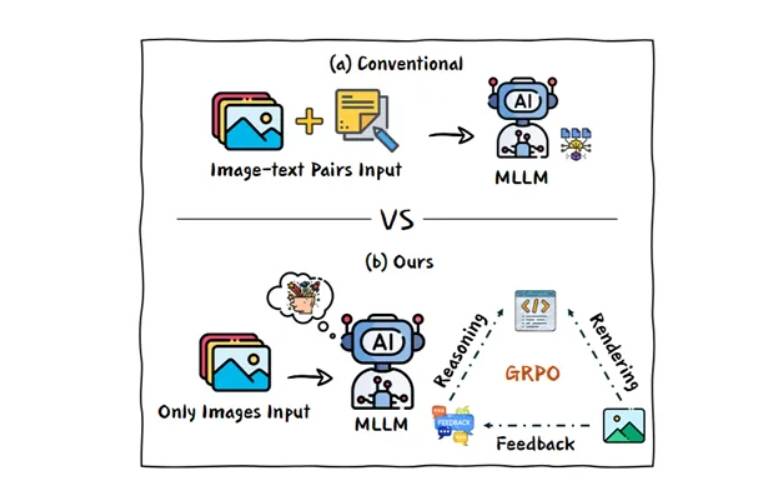 (a) Conventional
AI
Image-text Pairs Input
MLLM
VS
(b) Ours
AI
Only Images Input
MLLM
</>
Reasoning
Rendering
GRPO
FEEDBACK
Feedback